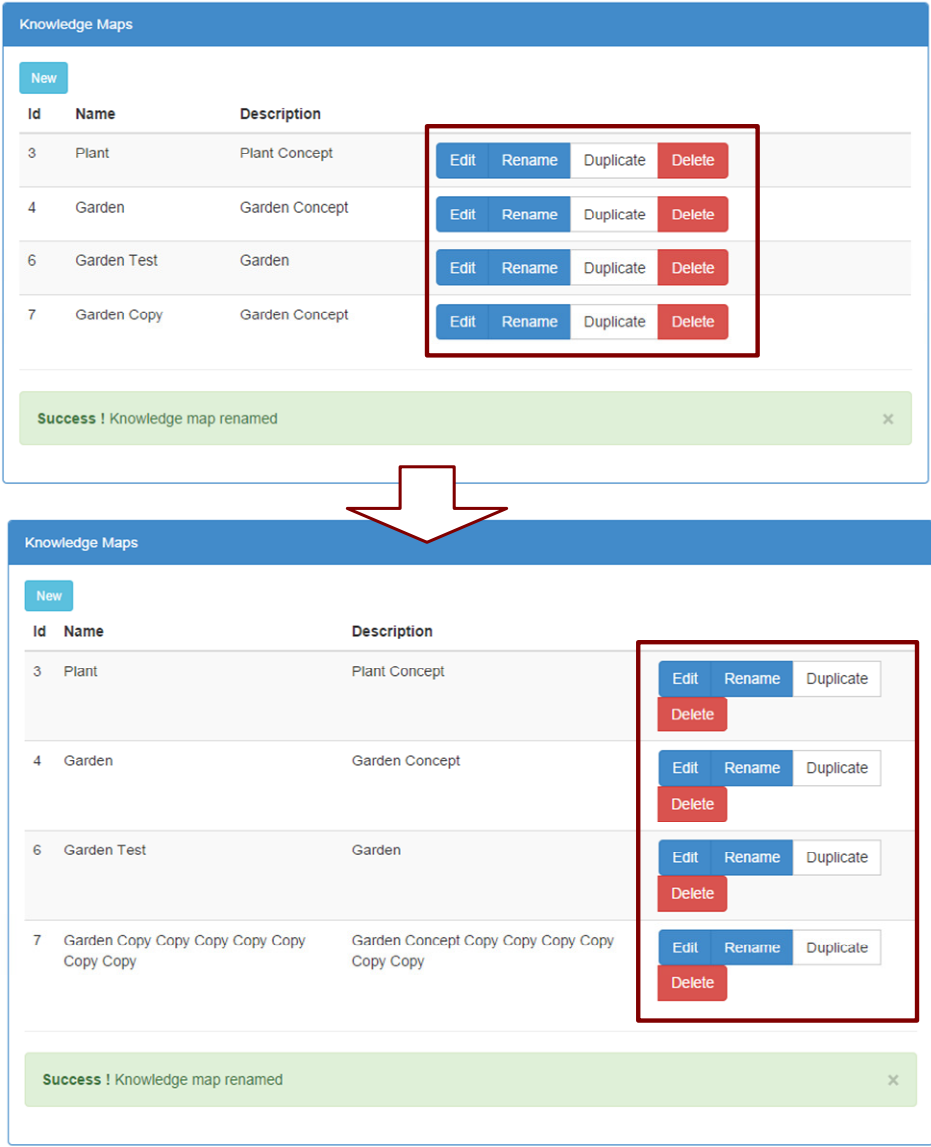 Knowledge Maps
New
Id Name Description
3 Plant Plant Concept Edit Rename Duplicate Delete
4 Garden Garden Concept Edit Rename Duplicate Delete
6 Garden Test Garden Edit Rename Duplicate Delete
7 Garden Copy Garden Concept Edit Rename Duplicate Delete
Success ! Knowledge map renamed ×
Knowledge Maps
New
Id Name Description
3 Plant Plant Concept Edit Rename Duplicate
Delete
4 Garden Garden Concept Edit Rename Duplicate
Delete
6 Garden Test Garden Edit Rename Duplicate
Delete
7 Garden Copy Copy Copy Copy Copy Garden Concept Copy Copy Copy Copy Edit Rename Duplicate
Copy Copy Copy Copy Delete
Success ! Knowledge map renamed ×